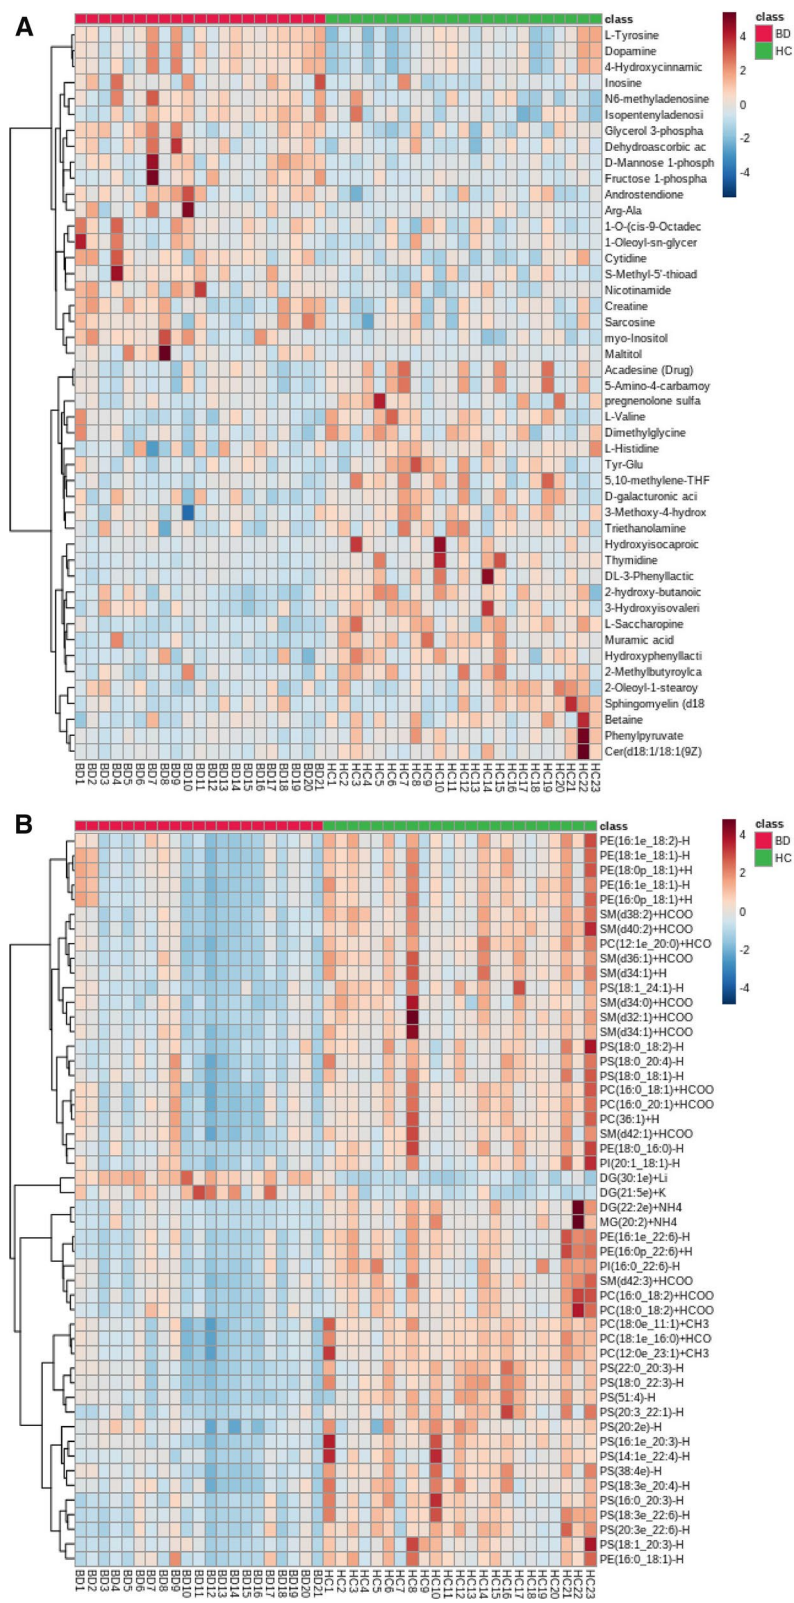 A
class
L-Tyrosine
Dopamine
4-Hydroxycinnamic
Inosine
N6-methyladenosine
Isopentenyladenosi
Glycerol 3-phospha
Dehydroascorbic ac
D-Mannose 1-phosph
Fructose 1-phospha
Androstendione
Arg-Ala
1-O-(cis-9-Octadec
1-Oleoyl-sn-glycer
Cytidine
S-Methyl-5'-thioad
Nicotinamide
Creatine
Sarcosine
myo-Inositol
Maltitol
Acadesine (Drug)
5-Amino-4-carbamoy
pregnenolone sulfa
L-Valine
Dimethylglycine
L-Histidine
Tyr-Glu
5,10-methylene-THF
D-galacturonic aci
3-Methoxy-4-hydrox
Triethanolamine
Hydroxyisocaproic
Thymidine
DL-3-Phenyllactic
2-hydroxy-butanoic
3-Hydroxyisovaleri
L-Saccharopine
Muramic acid
Hydroxyphenyllacti
2-Methylbutyroylca
2-Oleoyl-1-stearoy
Sphingomyelin (d18
Betaine
Phenylpyruvate
Cer(d18:1/18:1(9Z)
4
2
0
-2
-4
class
BD
HC
BD1 BD2 BD3 BD4 BD5 BD6 BD7 BD8 BD9 BD10 BD11 BD12 BD13 BD14 BD15 BD16 BD17 BD18 BD19 BD20 BD21 HC1 HC2 HC3 HC4 HC5 HC6 HC7 HC8 HC9 HC10 HC11 HC12 HC13 HC14 HC15 HC16 HC17 HC18 HC19 HC20 HC21 HC22 HC23
B
class
PE(16:1e_18:2)-H
PE(18:1e_18:1)-H
PE(18:0p_18:1)+H
PE(16:1e_18:1)-H
PE(16:0p_18:1)+H
SM(d38:2)+HCOO
SM(d40:2)+HCOO
PC(12:1e_20:0)+HCO
SM(d36:1)+HCOO
SM(d34:1)+H
PS(18:1_24:1)-H
SM(d34:0)+HCOO
SM(d32:1)+HCOO
SM(d34:1)+HCOO
PS(18:0_18:2)-H
PS(18:0_20:4)-H
PS(18:0_18:1)-H
PC(16:0_18:1)+HCOO
PC(16:0_20:1)+HCOO
PC(36:1)+H
SM(d42:1)+HCOO
PE(18:0_16:0)-H
PI(20:1_18:1)-H
DG(30:1e)+Li
DG(21:5e)+K
DG(22:2e)+NH4
MG(20:2)+NH4
PE(16:1e_22:6)-H
PE(16:0p_22:6)+H
PI(16:0_22:6)-H
SM(d42:3)+HCOO
PC(16:0_18:2)+HCOO
PC(18:0_18:2)+HCOO
PC(18:0e_11:1)+CH3
PC(18:1e_16:0)+HCO
PC(12:0e_23:1)+CH3
PS(22:0_20:3)-H
PS(18:0_22:3)-H
PS(51:4)-H
PS(20:3_22:1)-H
PS(20:2e)-H
PS(16:1e_20:3)-H
PS(14:1e_22:4)-H
PS(38:4e)-H
PS(18:3e_20:4)-H
PS(16:0_20:3)-H
PS(18:3e_22:6)-H
PS(20:3e_22:6)-H
PS(18:1_20:3)-H
PE(16:0_18:1)-H
4
2
0
-2
-4
class
BD
HC
BD1 BD2 BD3 BD4 BD5 BD6 BD7 BD8 BD9 BD10 BD11 BD12 BD13 BD14 BD15 BD16 BD17 BD18 BD19 BD20 BD21 HC1 HC2 HC3 HC4 HC5 HC6 HC7 HC8 HC9 HC10 HC11 HC12 HC13 HC14 HC15 HC16 HC17 HC18 HC19 HC20 HC21 HC22 HC23